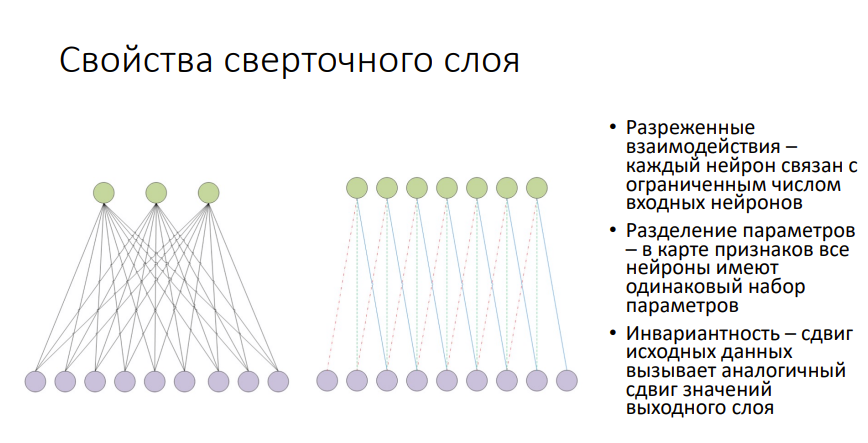 Свойства сверточного слоя
• Разреженные
взаимодействия –
каждый нейрон связан с
ограниченным числом
входных нейронов
• Разделение параметров
– в карте признаков все
нейроны имеют
одинаковый набор
параметров
• Инвариантность – сдвиг
исходных данных
вызывает аналогичный
сдвиг значений
выходного слоя